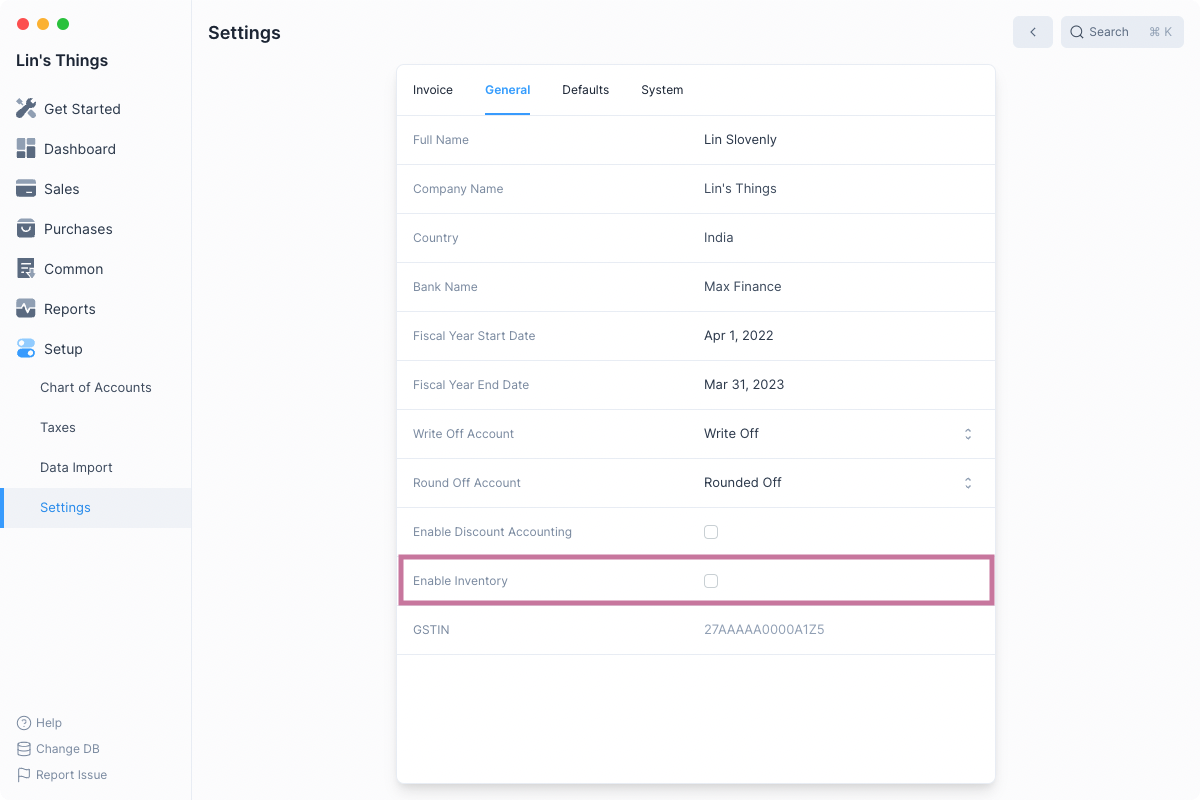 Lin's Things
Get Started
Dashboard
Sales
Purchases
Common
Reports
Setup
Chart of Accounts
Taxes
Data Import
Settings
Help
Change DB
Report Issue
Settings
Search ⌘ K
Invoice General Defaults System
Full Name Lin Slovenly
Company Name Lin's Things
Country India
Bank Name Max Finance
Fiscal Year Start Date Apr 1, 2022
Fiscal Year End Date Mar 31, 2023
Write Off Account Write Off
Round Off Account Rounded Off
Enable Discount Accounting
Enable Inventory
GSTIN 27AAAAA0000A1Z5